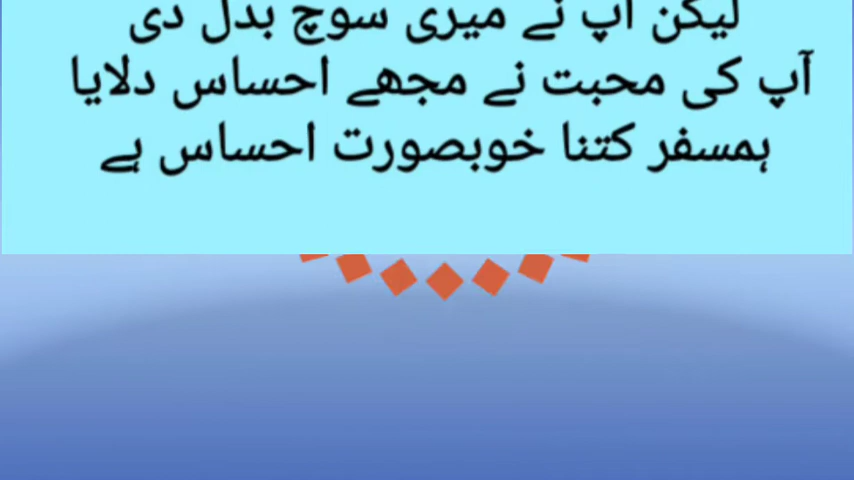 لیکن آپ نے میری سوچ بدل دی
آپ کی محبت نے مجھے احساس دلایا
ہمسفر کتنا خوبصورت احساس ہے